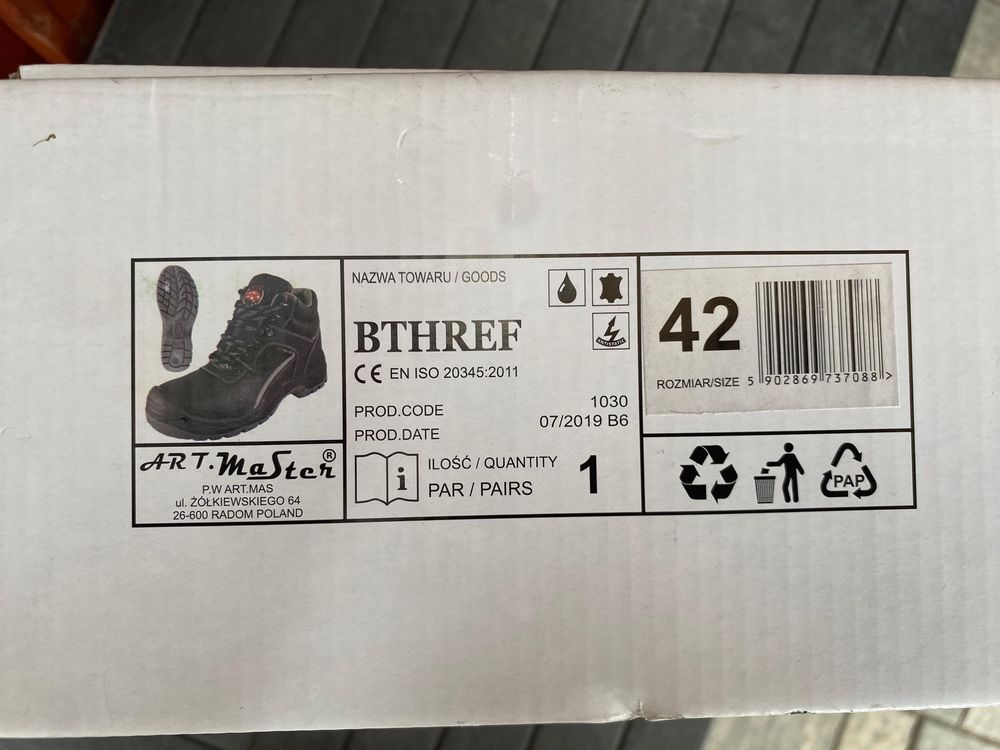 ART.MaSter®
P.W ART.MAS
ul. ŻÓŁKIEWSKIEGO 64
26-600 RADOM POLAND
NAZWA TOWARU / GOODS
ANTISTATIC
BTHREF
CE EN ISO 20345:2011
PROD.CODE 1030
PROD.DATE 07/2019 B6
i
ILOŚĆ / QUANTITY
PAR / PAIRS
1
42
ROZMIAR/SIZE
5 902869 737088 >
PAP